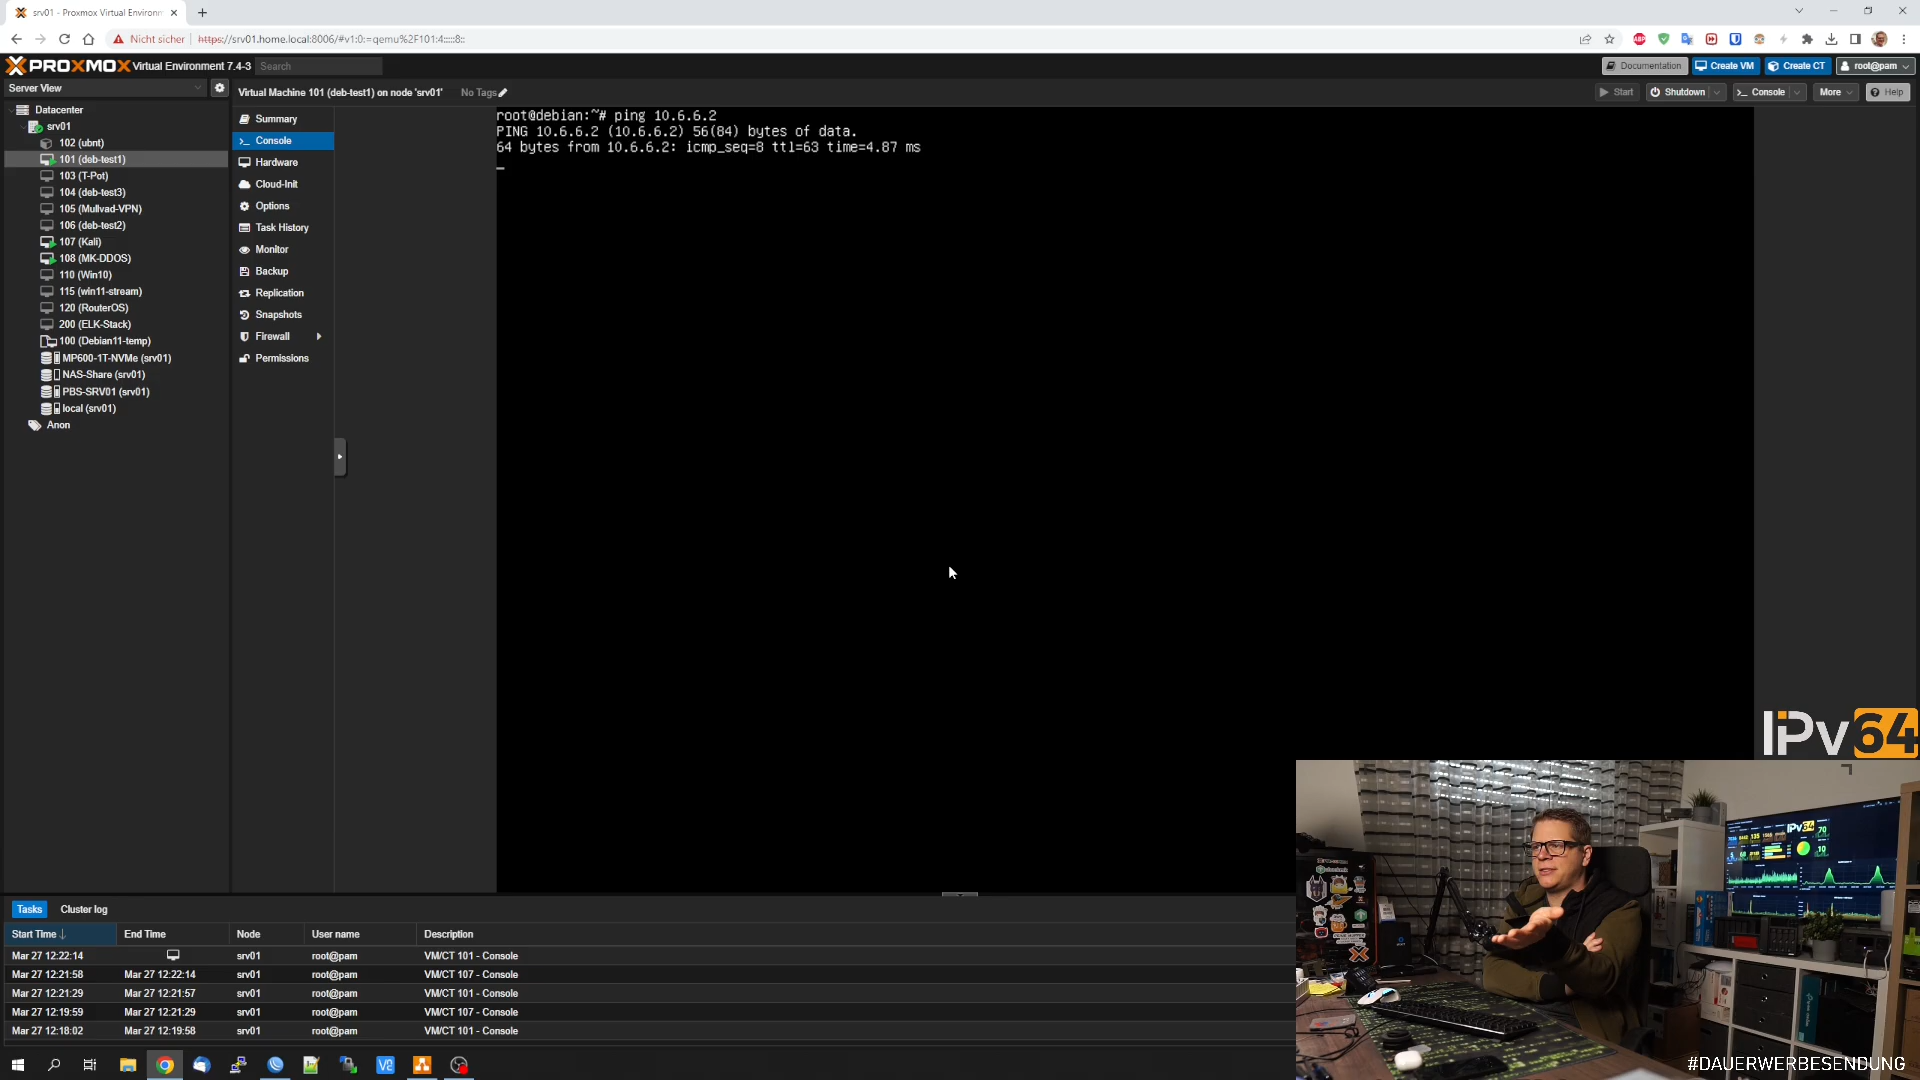 srv01 - Proxmox Virtual Environm
Nicht sicher
https://srv01.home.local:8006/#v1:0:=qemu%2F101:4:::::8::
PROXMOX Virtual Environment 7.4-3
Search
Documentation
Create VM
Create CT
root@pam
Server View
Virtual Machine 101 (deb-test1) on node 'srv01'
No Tags
Start
Shutdown
Console
More
Help
Datacenter
srv01
102 (ubnt)
101 (deb-test1)
103 (T-Pot)
104 (deb-test3)
105 (Mullvad-VPN)
106 (deb-test2)
107 (Kali)
108 (MK-DDOS)
110 (Win10)
115 (win11-stream)
120 (RouterOS)
200 (ELK-Stack)
100 (Debian11-temp)
MP600-1T-NVMe (srv01)
NAS-Share (srv01)
PBS-SRV01 (srv01)
local (srv01)
Anon
Summary
Console
Hardware
Cloud-Init
Options
Task History
Monitor
Backup
Replication
Snapshots
Firewall
Permissions
root@debian:~# ping 10.6.6.2
PING 10.6.6.2 (10.6.6.2) 56(84) bytes of data.
64 bytes from 10.6.6.2: icmp_seq=8 ttl=63 time=4.87 ms
IPv64
IPv64
Tasks
Cluster log
Start Time
End Time
Node
User name
Description
Mar 27 12:22:14
srv01
root@pam
VM/CT 101 - Console
Mar 27 12:21:58
Mar 27 12:22:14
srv01
root@pam
VM/CT 107 - Console
Mar 27 12:21:29
Mar 27 12:21:57
srv01
root@pam
VM/CT 101 - Console
Mar 27 12:19:59
Mar 27 12:21:29
srv01
root@pam
VM/CT 107 - Console
Mar 27 12:18:02
Mar 27 12:19:58
srv01
root@pam
VM/CT 101 - Console
#DAUERWERBESENDUNG